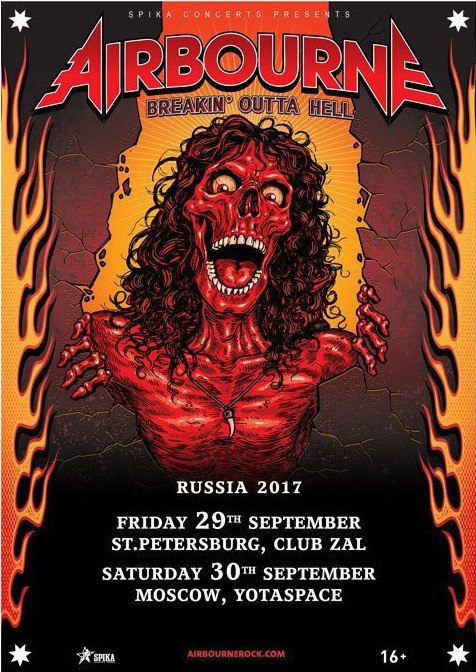 SPIKA CONCERTS PRESENTS
AIRBOURNE
BREAKIN' OUTTA HELL
RUSSIA 2017
FRIDAY 29TH SEPTEMBER
ST.PETERSBURG, CLUB ZAL
SATURDAY 30TH SEPTEMBER
MOSCOW, YOTASPACE
SPIKA
AIRBOURNEROCK.COM
16+